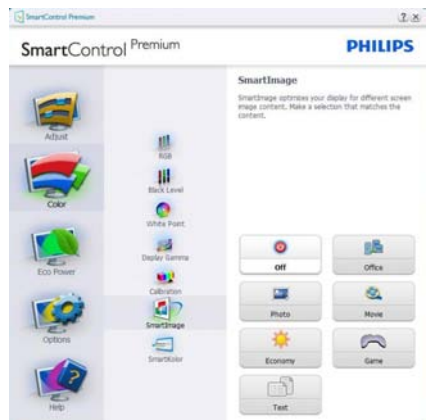 SmartControl Premium
SmartControl Premium
PHILIPS
Adjust
Color
Eco Power
Options
Help
RGB
Black Level
White Point
Display Gamma
Calibration
SmartImage
SmartKolor
SmartImage
SmartImage optimizes your display for different screen
image content. Make a selection that matches the
content.
Off
Office
Photo
Movie
Economy
Game
Text